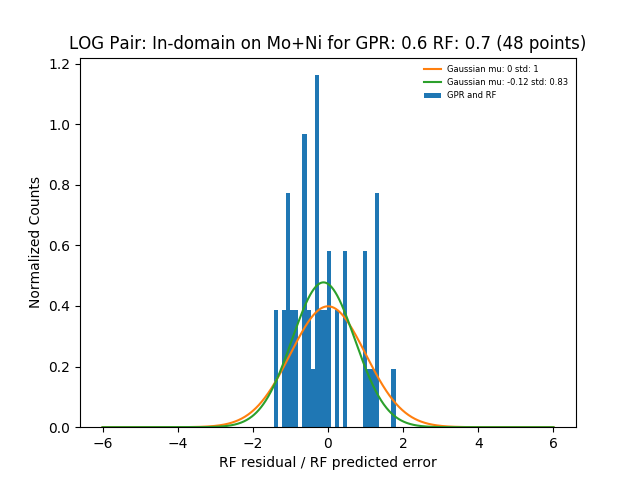 LOG Pair: In-domain on Mo+Ni for GPR: 0.6 RF: 0.7 (48 points)
Gaussian mu: 0 std: 1
Gaussian mu: -0.12 std: 0.83
GPR and RF
Normalized Counts
1.2
1.0
0.8
0.6
0.4
0.2
0.0
−6 −4 −2 0 2 4 6
RF residual / RF predicted error